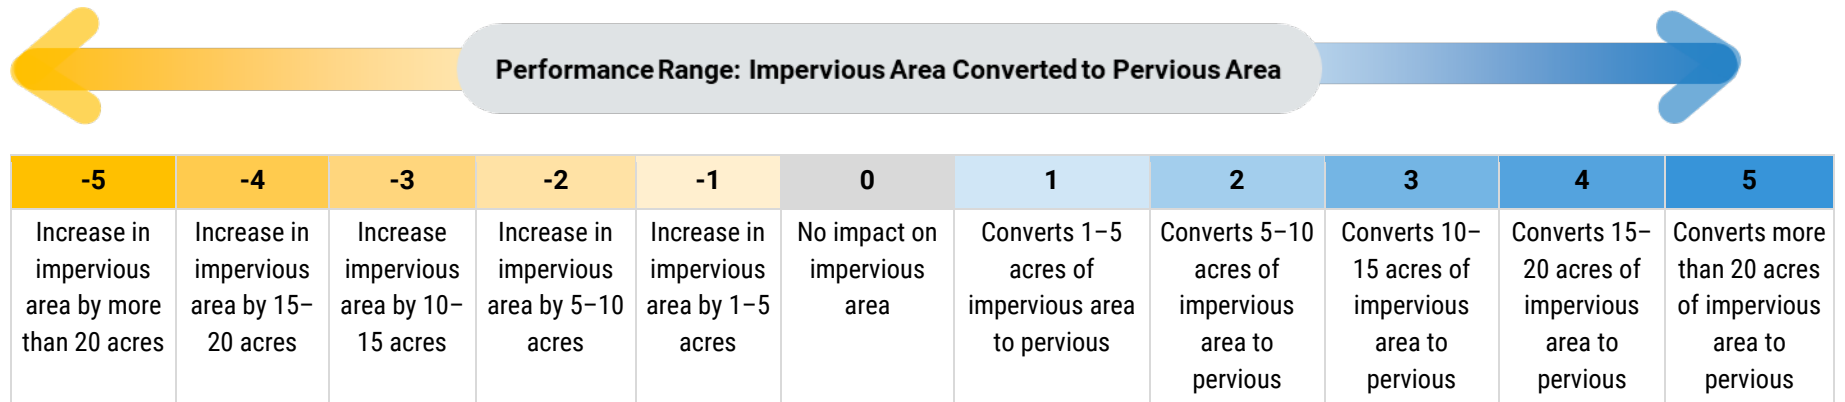 Performance Range: Impervious Area Converted to Pervious Area
-5
Increase in
impervious
area by more
than 20 acres
-4
Increase in
impervious
area by 15–
20 acres
-3
Increase
impervious
area by 10–
15 acres
-2
Increase in
impervious
area by 5–10
acres
-1
Increase in
impervious
area by 1–5
acres
0
No impact on
impervious
area
1
Converts 1–5
acres of
impervious area
to pervious
2
Converts 5–10
acres of
impervious
area to
pervious
3
Converts 10–
15 acres of
impervious
area to
pervious
4
Converts 15–
20 acres of
impervious
area to
pervious
5
Converts more
than 20 acres
of impervious
area to
pervious